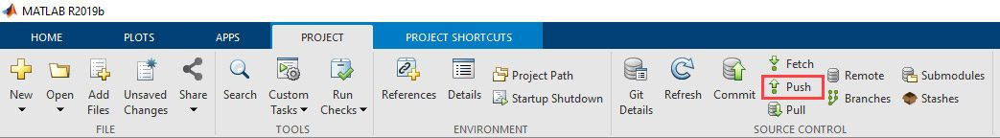 MATLAB R2019b
HOME PLOTS APPS PROJECT PROJECT SHORTCUTS
New Open Add Files Unsaved Changes Share
FILE
Search Custom Tasks Run Checks
TOOLS
References Details Project Path
Startup Shutdown
ENVIRONMENT
Git Details Refresh Commit Fetch
Push
Pull
Remote
Branches
Submodules
Stashes
SOURCE CONTROL